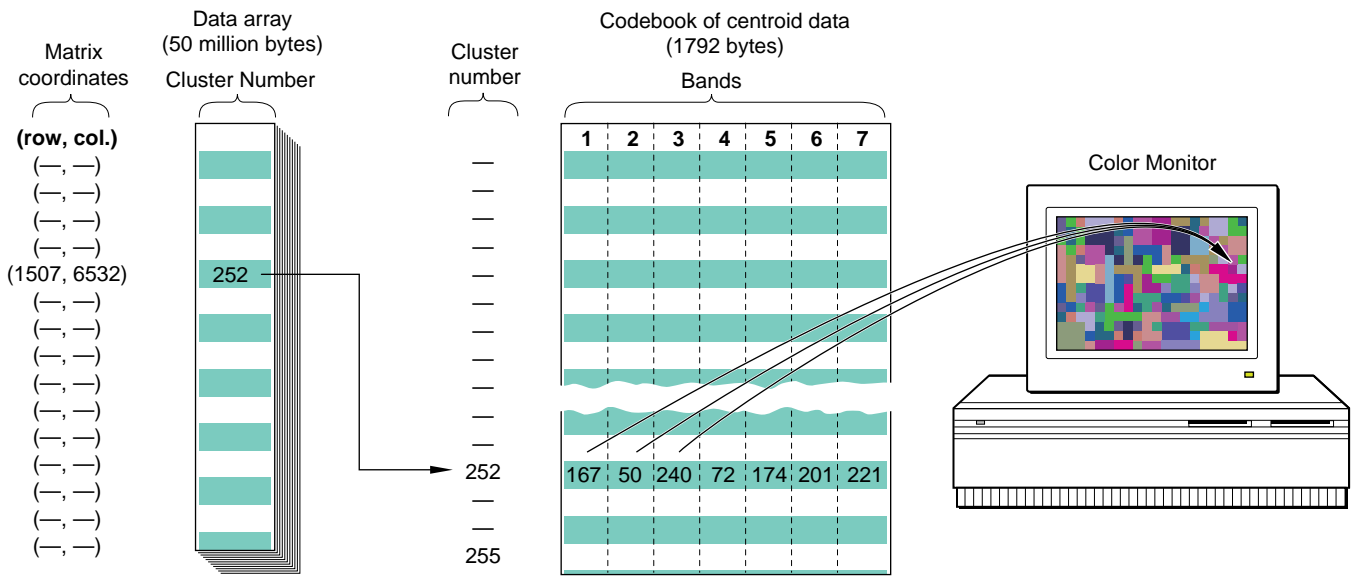 Data array
(50 million bytes)
Codebook of centroid data
(1792 bytes)
Matrix
coordinates
Cluster Number
Cluster
number
Bands
(row, col.)
1 2 3 4 5 6 7
Color Monitor
(—, —) —
(—, —) —
(—, —) —
(—, —) —
(1507, 6532) 252 —
(—, —) —
(—, —) —
(—, —) —
(—, —) —
(—, —) —
(—, —) —
(—, —) 252 167 50 240 72 174 201 221
(—, —) —
(—, —) —
(—, —) 255